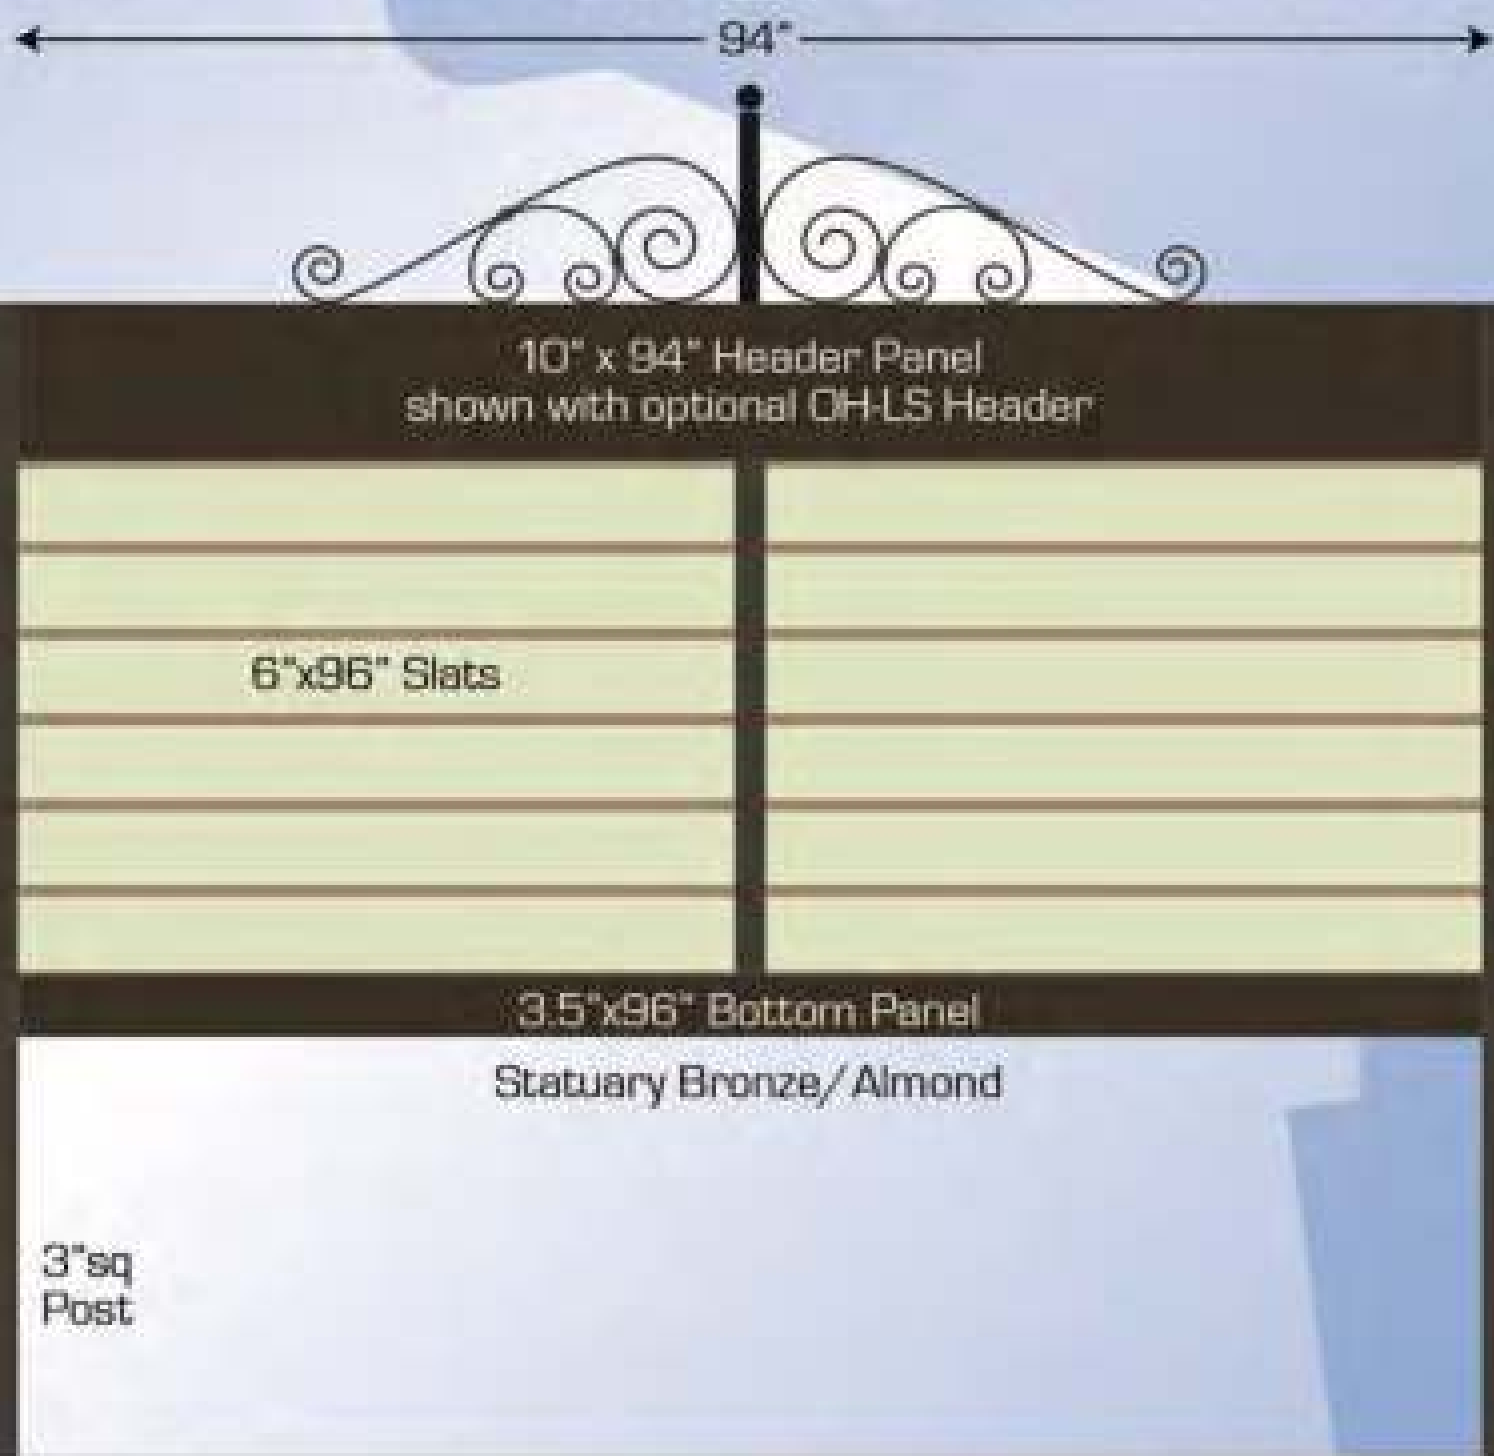 94"
10" x 94" Header Panel
shown with optional OH-LS Header
6"x96" Slats
3.5"x96" Bottom Panel
Statuary Bronze/Almond
3"sq
Post